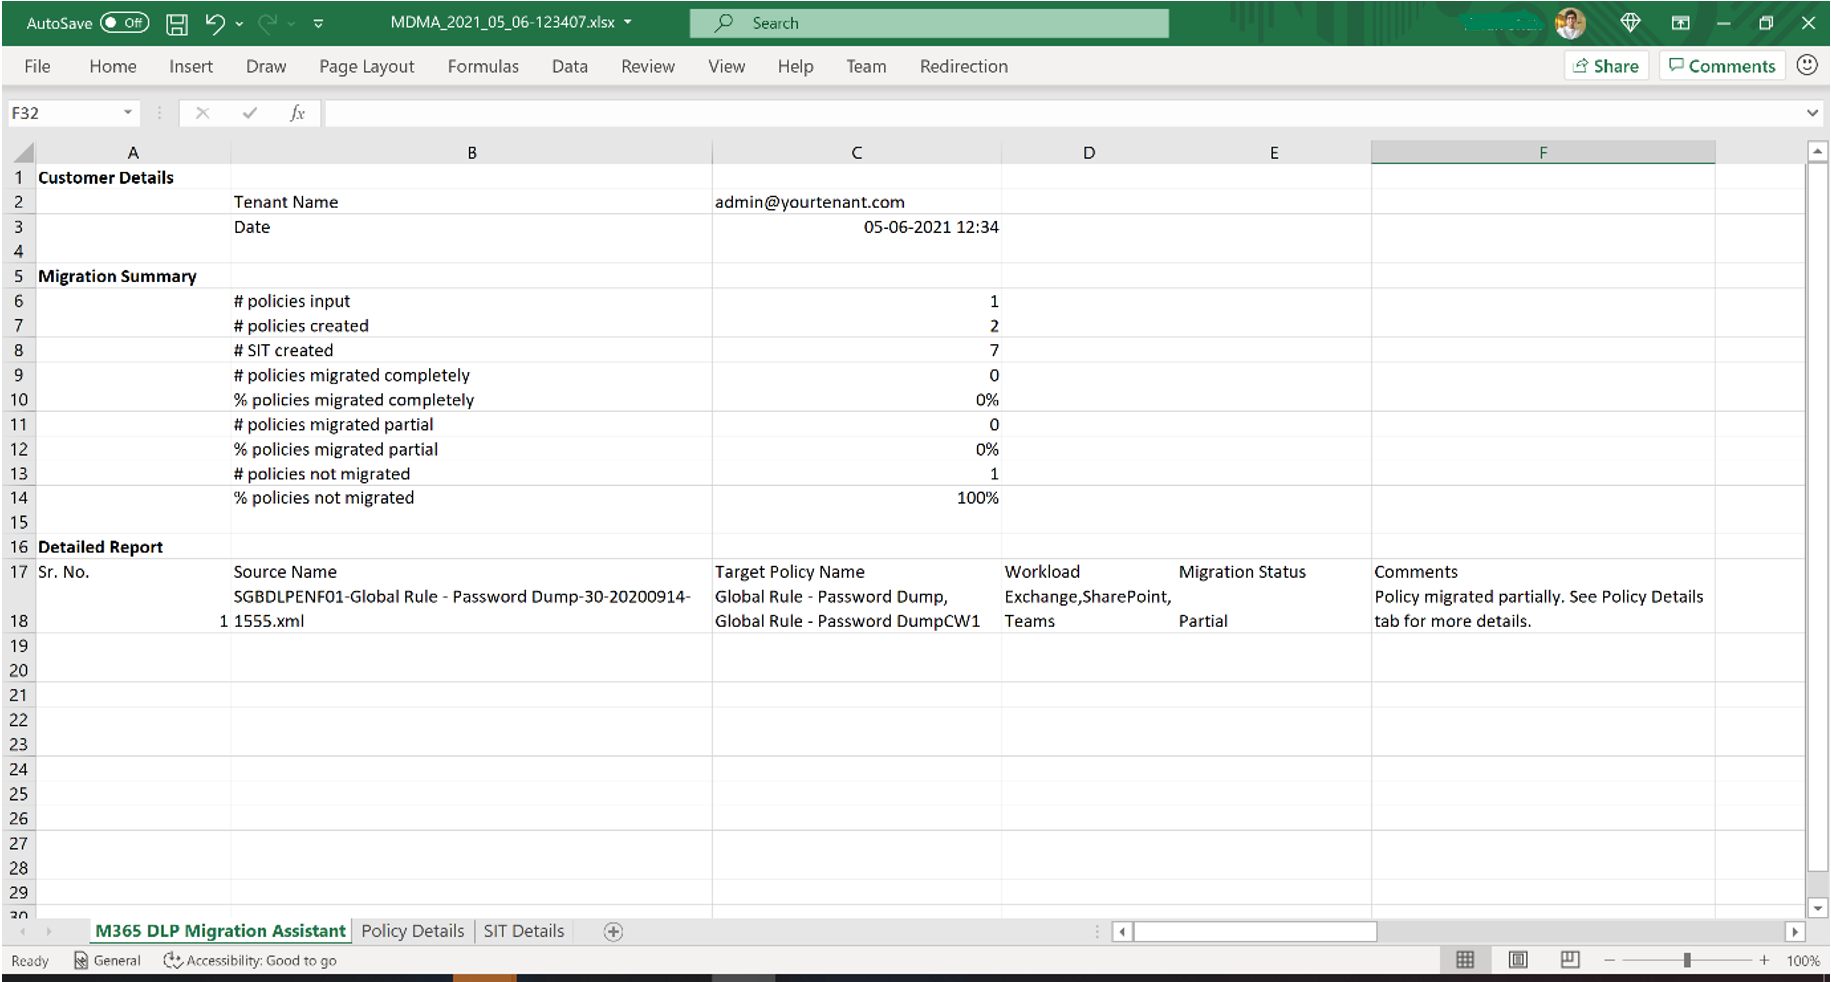 AutoSave Off MDMA_2021_05_06-123407.xlsx Search
File Home Insert Draw Page Layout Formulas Data Review View Help Team Redirection Share Comments
F32 fx
A B C D E F
1 Customer Details
2 Tenant Name admin@yourtenant.com
3 Date 05-06-2021 12:34
4
5 Migration Summary
6 # policies input 1
7 # policies created 2
8 # SIT created 7
9 # policies migrated completely 0
10 % policies migrated completely 0%
11 # policies migrated partial 0
12 % policies migrated partial 0%
13 # policies not migrated 1
14 % policies not migrated 100%
15
16 Detailed Report
17 Sr. No. Source Name Target Policy Name Workload Migration Status Comments
SGBDLPENF01-Global Rule - Password Dump-30-20200914- Global Rule - Password Dump, Exchange,SharePoint, Policy migrated partially. See Policy Details
18 1 1555.xml Global Rule - Password DumpCW1 Teams Partial tab for more details.
19
20
21
22
23
24
25
26
27
28
29
30
M365 DLP Migration Assistant Policy Details SIT Details
Ready General Accessibility: Good to go 100%